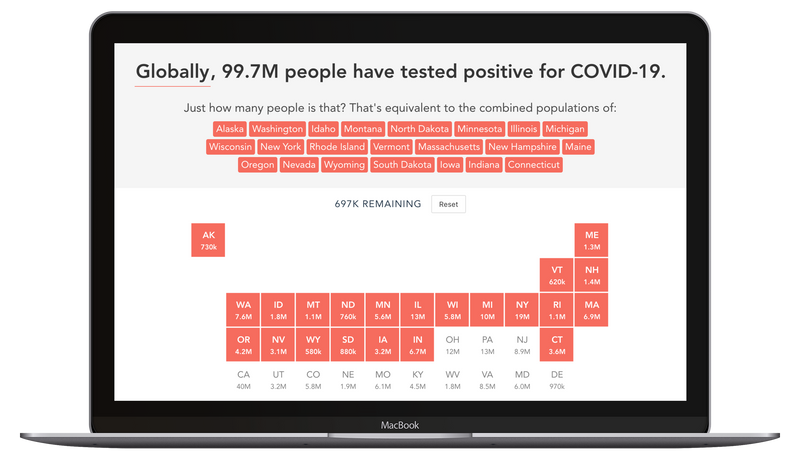 Globally, 99.7M people have tested positive for COVID-19.
Just how many people is that? That's equivalent to the combined populations of:
Alaska Washington Idaho Montana North Dakota Minnesota Illinois Michigan
Wisconsin New York Rhode Island Vermont Massachusetts New Hampshire Maine
Oregon Nevada Wyoming South Dakota Iowa Indiana Connecticut
697K REMAINING Reset
AK ME
730k 1.3M
VT NH
620k 1.4M
WA ID MT ND MN IL WI MI NY RI MA
7.6M 1.8M 1.1M 760k 5.6M 13M 5.8M 10M 19M 1.1M 6.9M
OR NV WY SD IA IN OH PA NJ CT
4.2M 3.1M 580k 880k 3.2M 6.7M 12M 13M 8.9M 3.6M
CA UT CO NE MO KY WV VA MD DE
40M 3.2M 5.8M 1.9M 6.1M 4.5M 1.8M 8.5M 6.0M 970k
MacBook